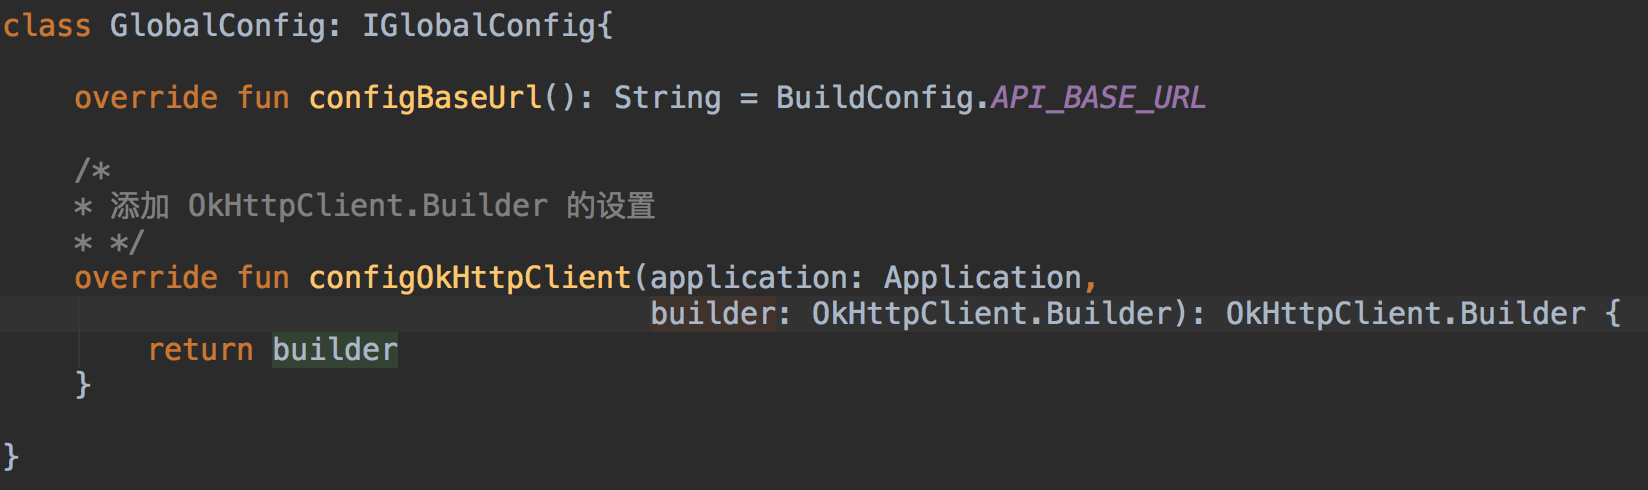 class GlobalConfig: IGlobalConfig{
override fun configBaseUrl(): String = BuildConfig.API_BASE_URL
/*
* 添加 OkHttpClient.Builder 的设置
* */
override fun configOkHttpClient(application: Application,
builder: OkHttpClient.Builder): OkHttpClient.Builder {
return builder
}
}